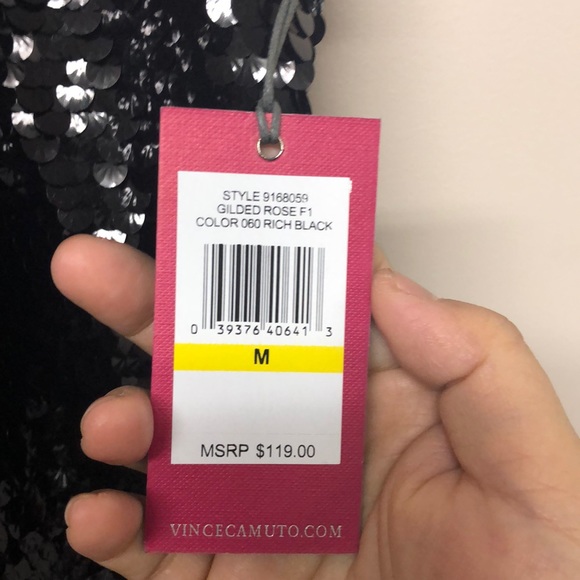 STYLE 9168059
GILDED ROSE F1
COLOR 060 RICH BLACK
0 39376 40641 3
M
MSRP $119.00
VINCECAMUTO.COM